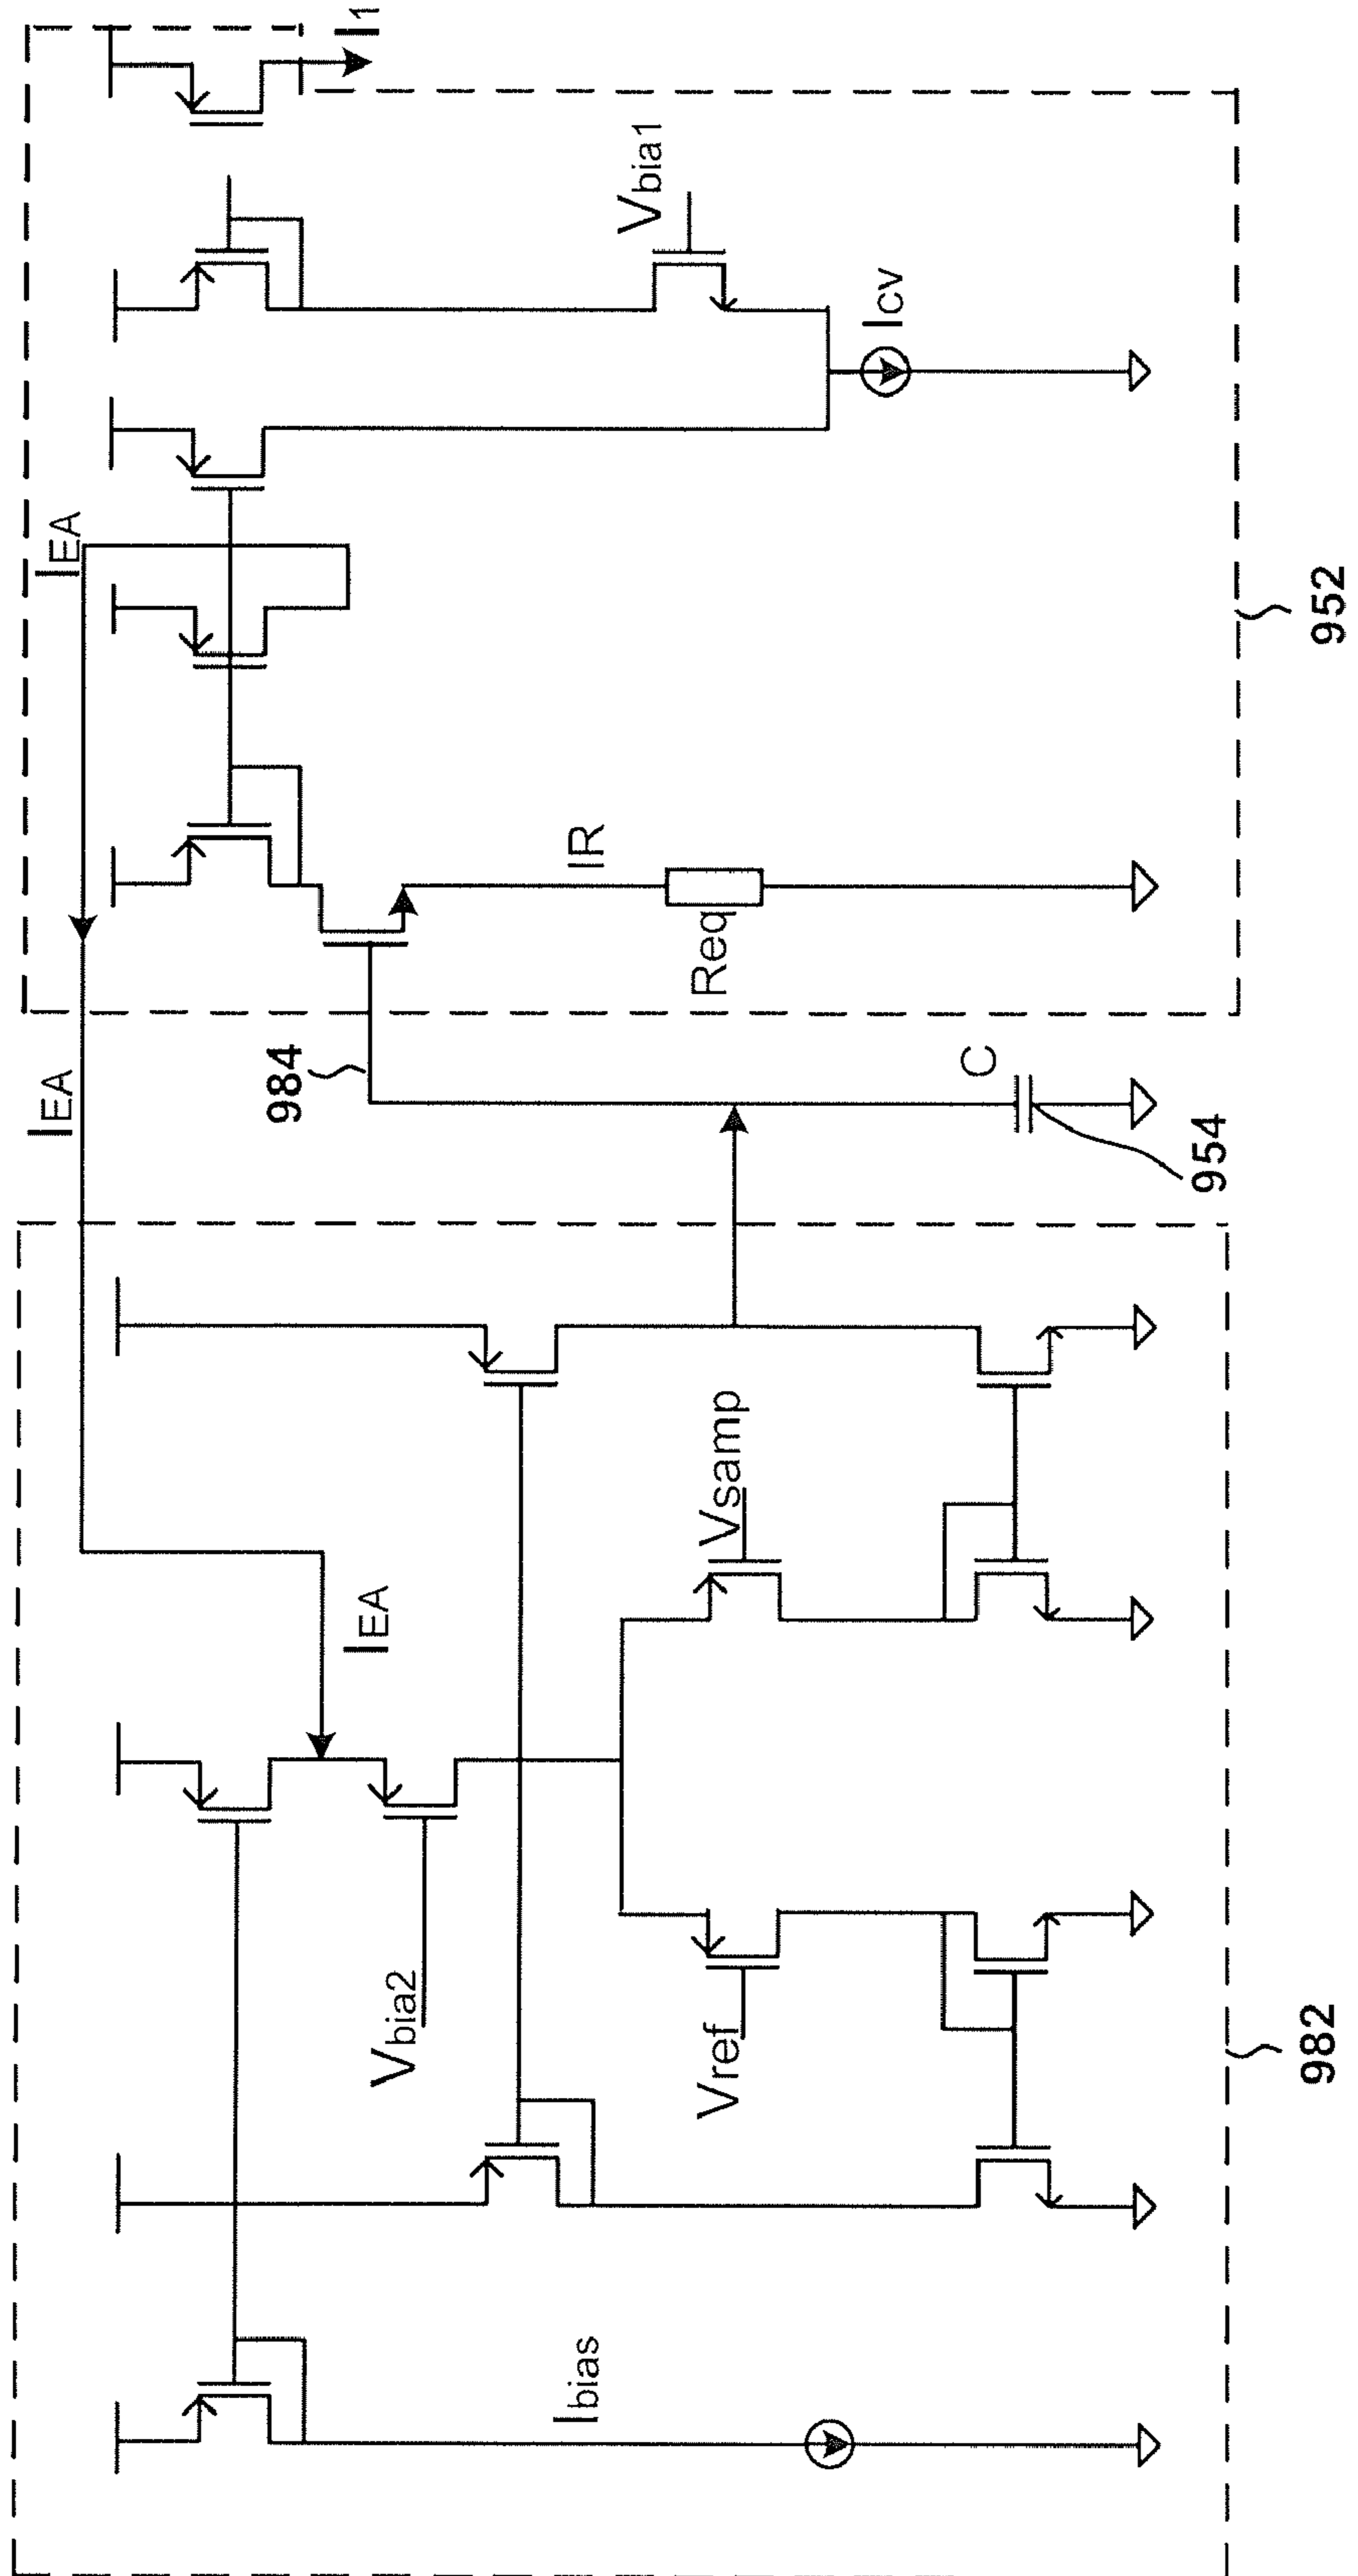 I1
Vbia1
ICV
IEA
952
IR
Req
IEA
984
C
954
Vsamp
IEA
Vbia2
Vref
982
Ibias